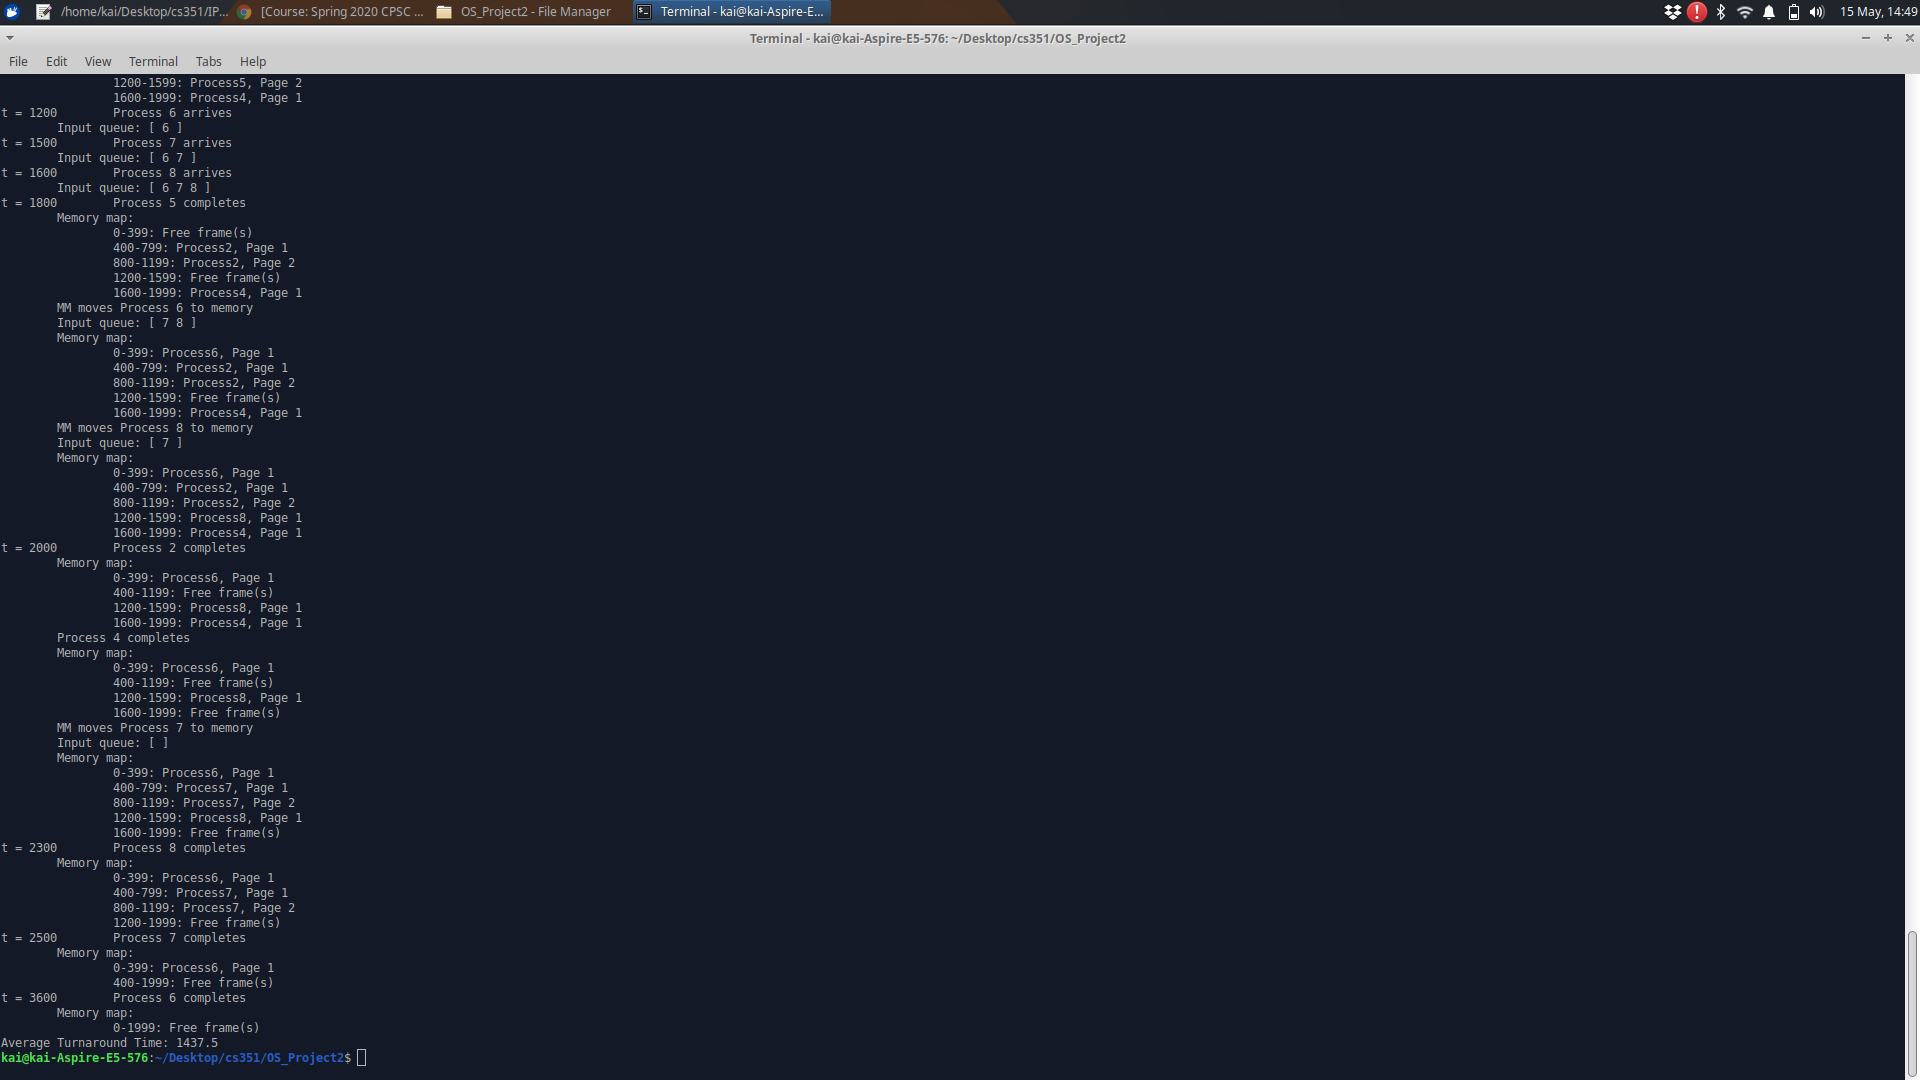 /home/kai/Desktop/cs351/IP... [Course: Spring 2020 CPSC ... OS_Project2 - File Manager Terminal - kai@kai-Aspire-E5-576... 15 May, 14:49
Terminal - kai@kai-Aspire-E5-576: ~/Desktop/cs351/OS_Project2
File Edit View Terminal Tabs Help
1200-1599: Process5, Page 2
1600-1999: Process4, Page 1
t = 1200 Process 6 arrives
Input queue: [ 6 ]
t = 1500 Process 7 arrives
Input queue: [ 6 7 ]
t = 1600 Process 8 arrives
Input queue: [ 6 7 8 ]
t = 1800 Process 5 completes
Memory map:
0-399: Free frame(s)
400-799: Process2, Page 1
800-1199: Process2, Page 2
1200-1599: Free frame(s)
1600-1999: Process4, Page 1
MM moves Process 6 to memory
Input queue: [ 7 8 ]
Memory map:
0-399: Process6, Page 1
400-799: Process2, Page 1
800-1199: Process2, Page 2
1200-1599: Free frame(s)
1600-1999: Process4, Page 1
MM moves Process 8 to memory
Input queue: [ 7 ]
Memory map:
0-399: Process6, Page 1
400-799: Process2, Page 1
800-1199: Process2, Page 2
1200-1599: Process8, Page 1
1600-1999: Process4, Page 1
t = 2000 Process 2 completes
Memory map:
0-399: Process6, Page 1
400-1199: Free frame(s)
1200-1599: Process8, Page 1
1600-1999: Process4, Page 1
Process 4 completes
Memory map:
0-399: Process6, Page 1
400-1199: Free frame(s)
1200-1599: Process8, Page 1
1600-1999: Free frame(s)
MM moves Process 7 to memory
Input queue: [ ]
Memory map:
0-399: Process6, Page 1
400-799: Process7, Page 1
800-1199: Process7, Page 2
1200-1599: Process8, Page 1
1600-1999: Free frame(s)
t = 2300 Process 8 completes
Memory map:
0-399: Process6, Page 1
400-799: Process7, Page 1
800-1199: Process7, Page 2
1200-1999: Free frame(s)
t = 2500 Process 7 completes
Memory map:
0-399: Process6, Page 1
400-1999: Free frame(s)
t = 3600 Process 6 completes
Memory map:
0-1999: Free frame(s)
Average Turnaround Time: 1437.5
kai@kai-Aspire-E5-576:~/Desktop/cs351/OS_Project2$